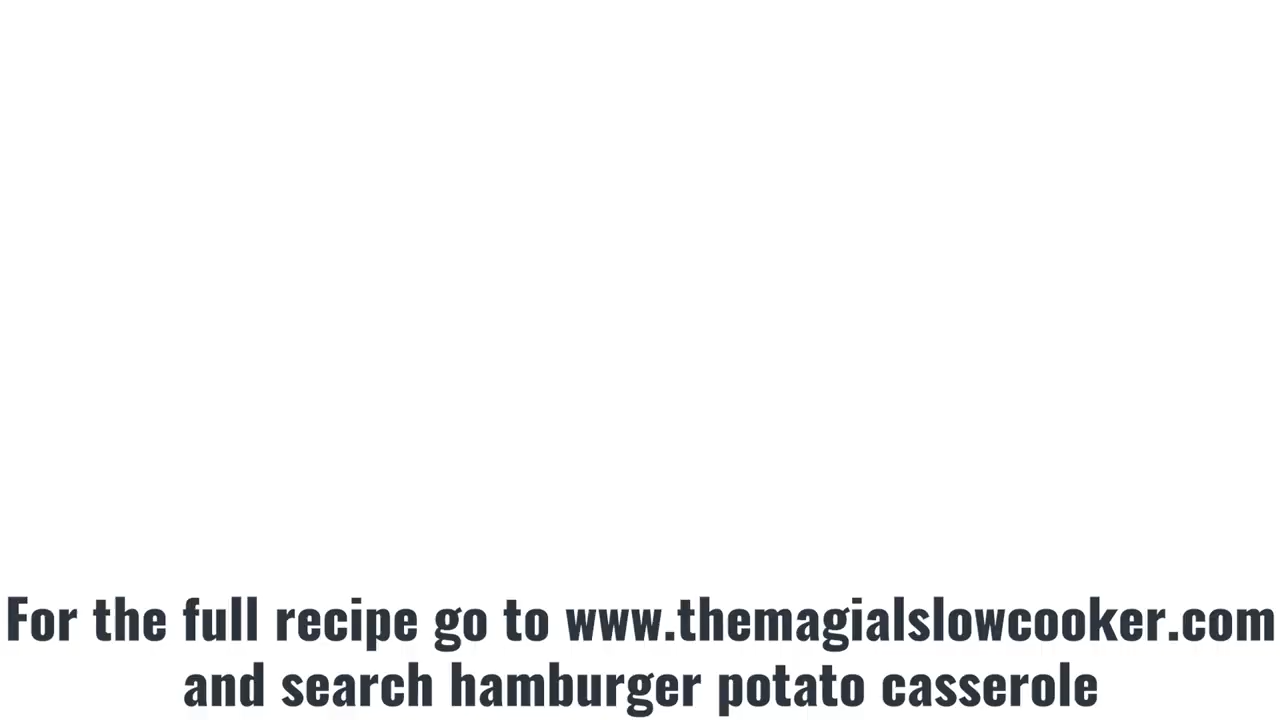 For the full recipe go to www.themagialslowcooker.com
and search hamburger potato casserole